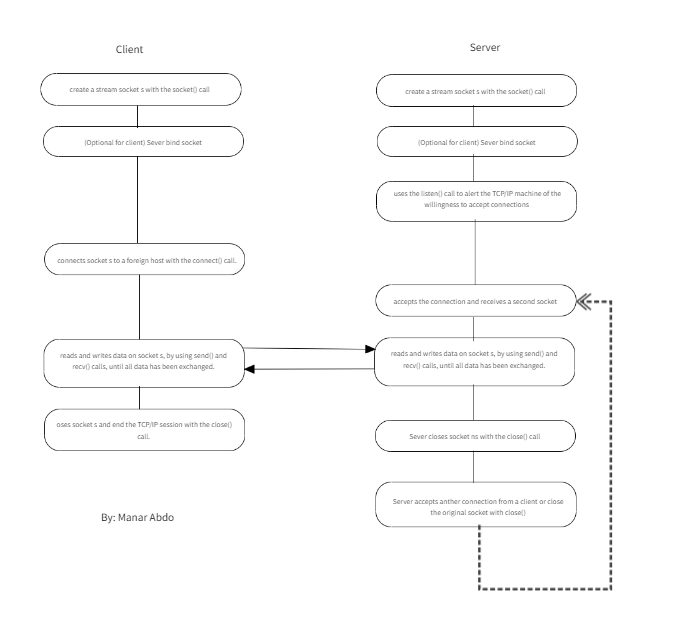 Client
create a stream socket s with the socket() call
(Optional for client) Sever bind socket
connects socket s to a foreign host with the connect() call.
reads and writes data on socket s, by using send() and
recv() calls, until all data has been exchanged.
oses socket s and end the TCP/IP session with the close()
call.
By: Manar Abdo
Server
create a stream socket s with the socket() call
(Optional for client) Sever bind socket
uses the listen() call to alert the TCP/IP machine of the
willingness to accept connections
accepts the connection and receives a second socket
reads and writes data on socket s, by using send() and
recv() calls, until all data has been exchanged.
Sever closes socket ns with the close() call
Server accepts anther connection from a client or close
the original socket with close()